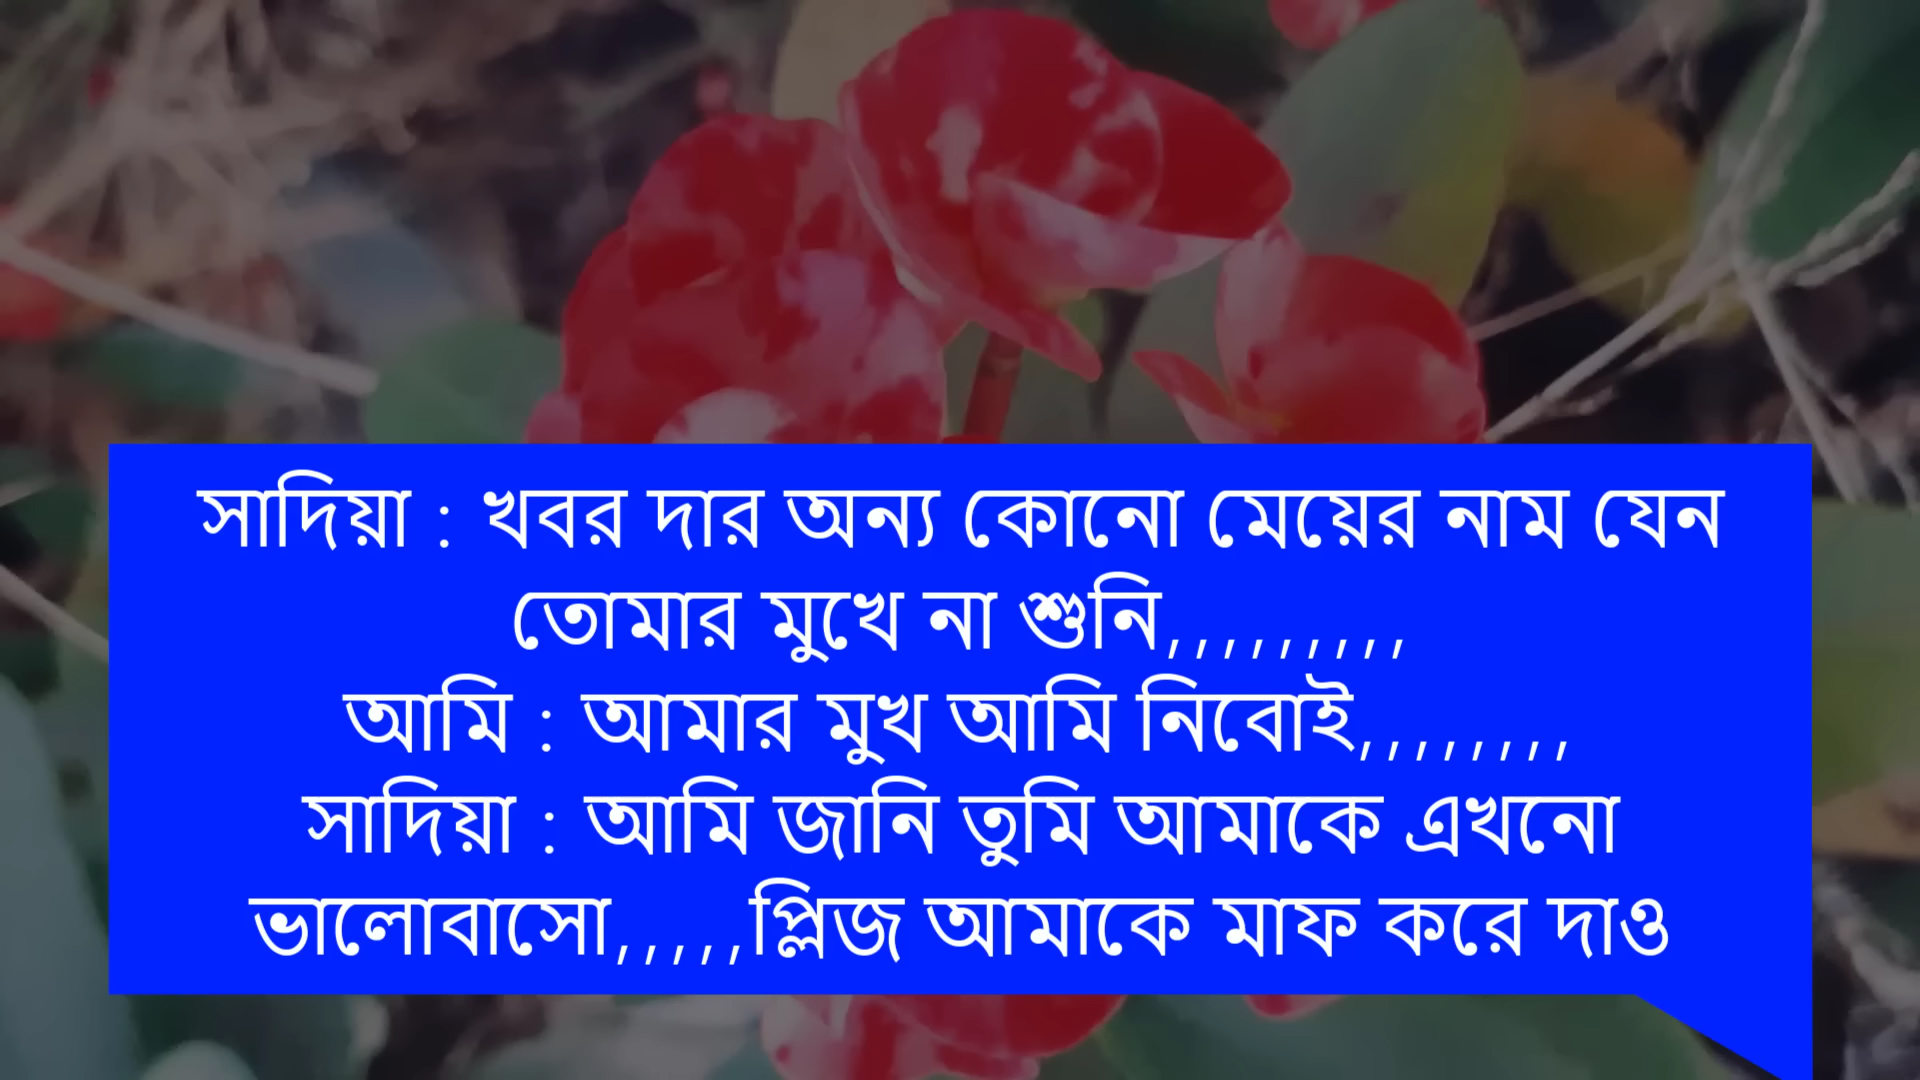 সাদিয়া : খবর দার অন্য কোনো মেয়ের নাম যেন
তোমার মুখে না শুনি,,,,,,,,,
আমি : আমার মুখ আমি নিবোই,,,,,,,,
সাদিয়া : আমি জানি তুমি আমাকে এখনো
ভালোবাসো,,,,,প্লিজ আমাকে মাফ করে দাও